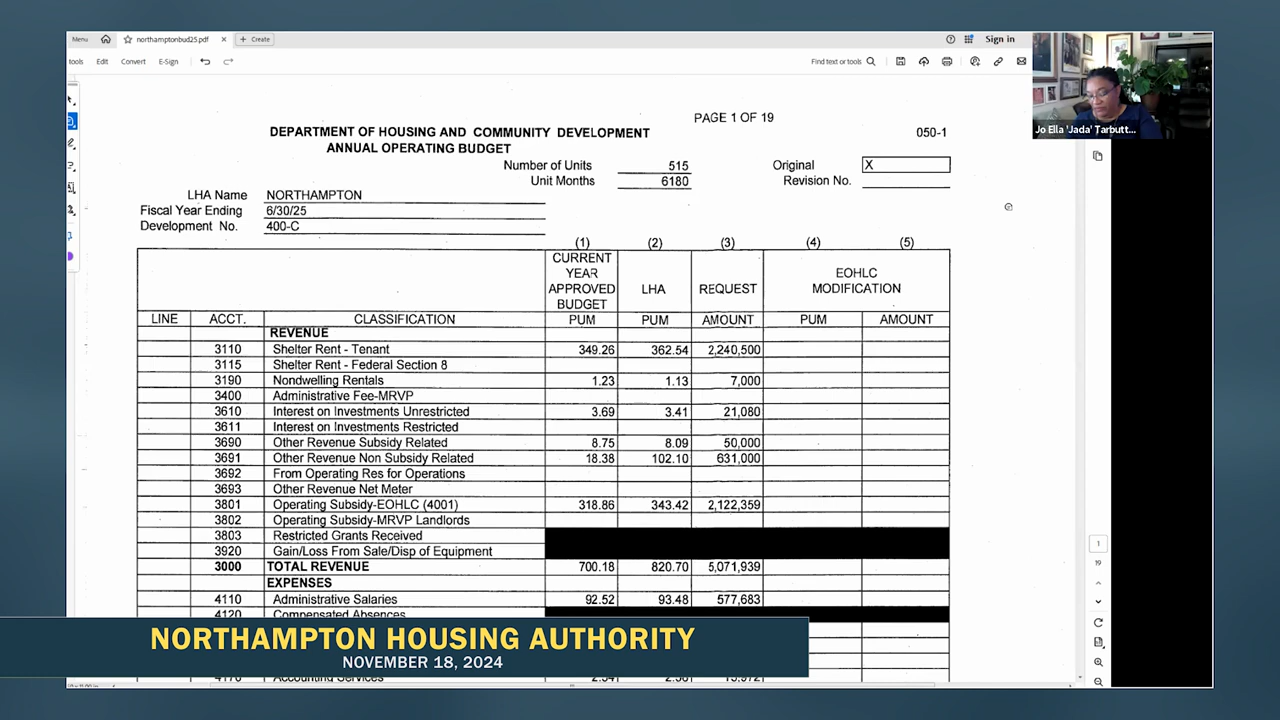 Menu northamptonbud25.pdf × + Create Sign in
tools Edit Convert E-Sign Find text or tools
Jo Ella 'Jada' Tarbutt...
PAGE 1 OF 19
DEPARTMENT OF HOUSING AND COMMUNITY DEVELOPMENT 050-1
ANNUAL OPERATING BUDGET
Number of Units 515 Original X
Unit Months 6180 Revision No.
LHA Name NORTHAMPTON
Fiscal Year Ending 6/30/25
Development No. 400-C
(1) (2) (3) (4) (5)
CURRENT
YEAR EOHLC
APPROVED LHA REQUEST MODIFICATION
BUDGET
LINE ACCT. CLASSIFICATION PUM PUM AMOUNT PUM AMOUNT
REVENUE
3110 Shelter Rent - Tenant 349.26 362.54 2,240,500
3115 Shelter Rent - Federal Section 8
3190 Nondwelling Rentals 1.23 1.13 7,000
3400 Administrative Fee-MRVP
3610 Interest on Investments Unrestricted 3.69 3.41 21,080
3611 Interest on Investments Restricted
3690 Other Revenue Subsidy Related 8.75 8.09 50,000
3691 Other Revenue Non Subsidy Related 18.38 102.10 631,000
3692 From Operating Res for Operations
3693 Other Revenue Net Meter
3801 Operating Subsidy-EOHLC (4001) 318.86 343.42 2,122,359
3802 Operating Subsidy-MRVP Landlords
3803 Restricted Grants Received
3920 Gain/Loss From Sale/Disp of Equipment
3000 TOTAL REVENUE 700.18 820.70 5,071,939
EXPENSES
4110 Administrative Salaries 92.52 93.48 577,683
4120 Compensated Absences
1
19
NORTHAMPTON HOUSING AUTHORITY
NOVEMBER 18, 2024
Accounting Services